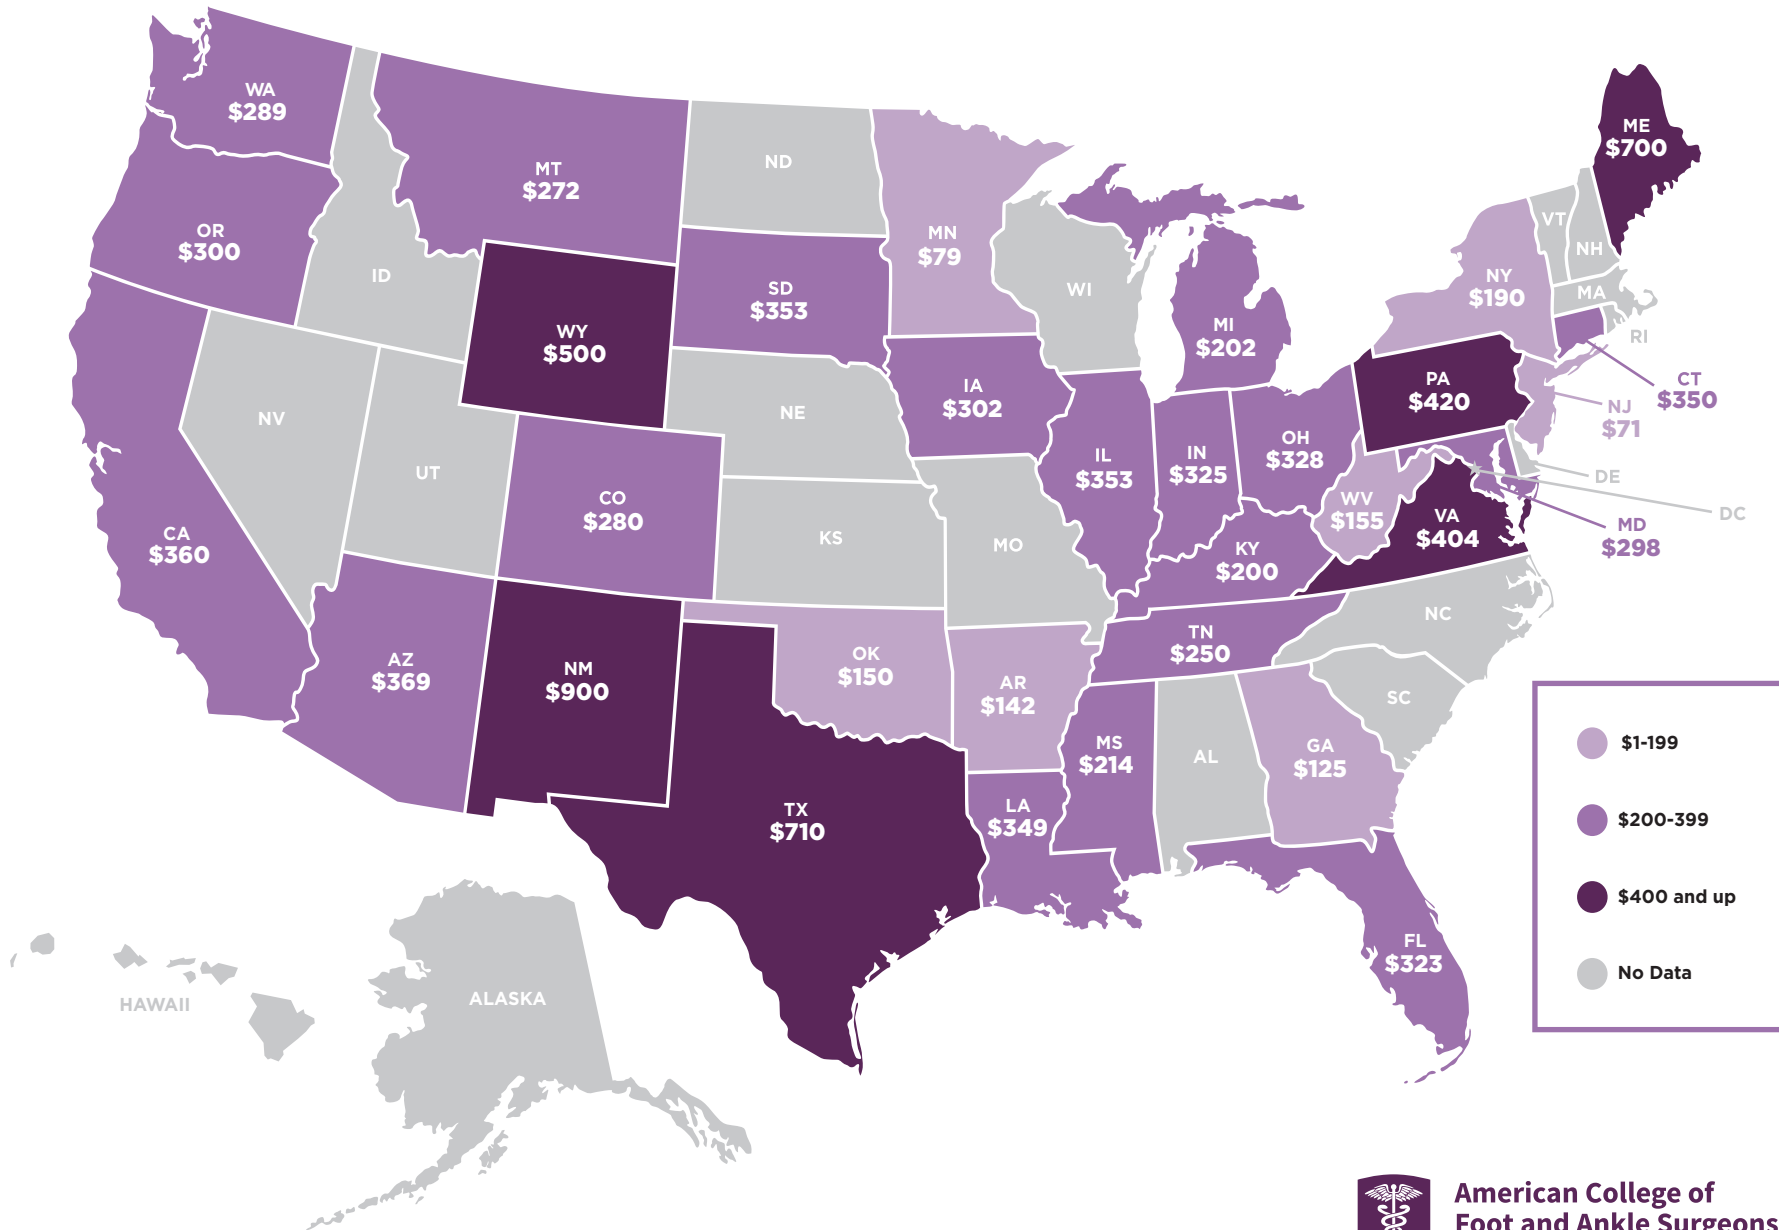 WA
$289
OR
$300
CA
$360
ID
NV
MT
$272
WY
$500
UT
AZ
$369
CO
$280
NM
$900
ND
SD
$353
NE
KS
OK
$150
TX
$710
MN
$79
IA
$302
MO
AR
$142
LA
$349
WI
IL
$353
MI
$202
IN
$325
OH
$328
KY
$200
TN
$250
MS
$214
AL
GA
$125
FL
$323
SC
NC
WV
$155
VA
$404
PA
$420
NY
$190
VT
NH
ME
$700
MA
RI
CT
$350
NJ
$71
DE
DC
MD
$298
HAWAII
ALASKA
$1-199
$200-399
$400 and up
No Data
American College of
Foot and Ankle Surgeons